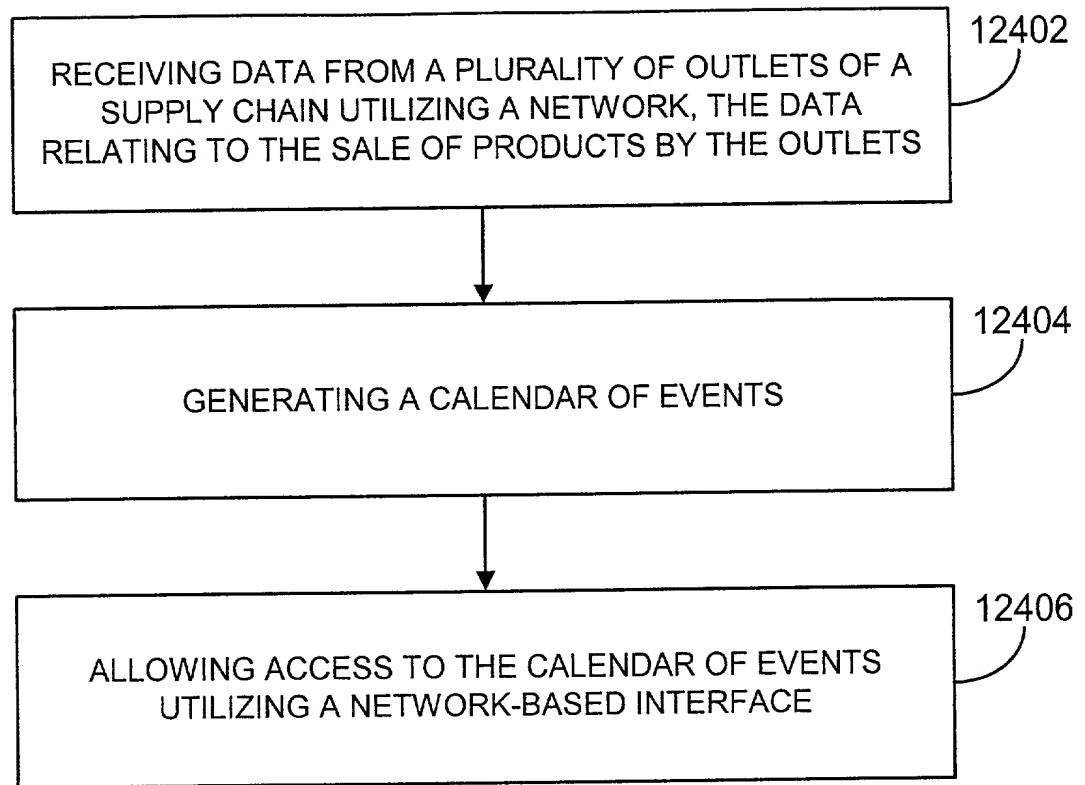 12402
RECEIVING DATA FROM A PLURALITY OF OUTLETS OF A
SUPPLY CHAIN UTILIZING A NETWORK, THE DATA
RELATING TO THE SALE OF PRODUCTS BY THE OUTLETS
12404
GENERATING A CALENDAR OF EVENTS
12406
ALLOWING ACCESS TO THE CALENDAR OF EVENTS
UTILIZING A NETWORK-BASED INTERFACE